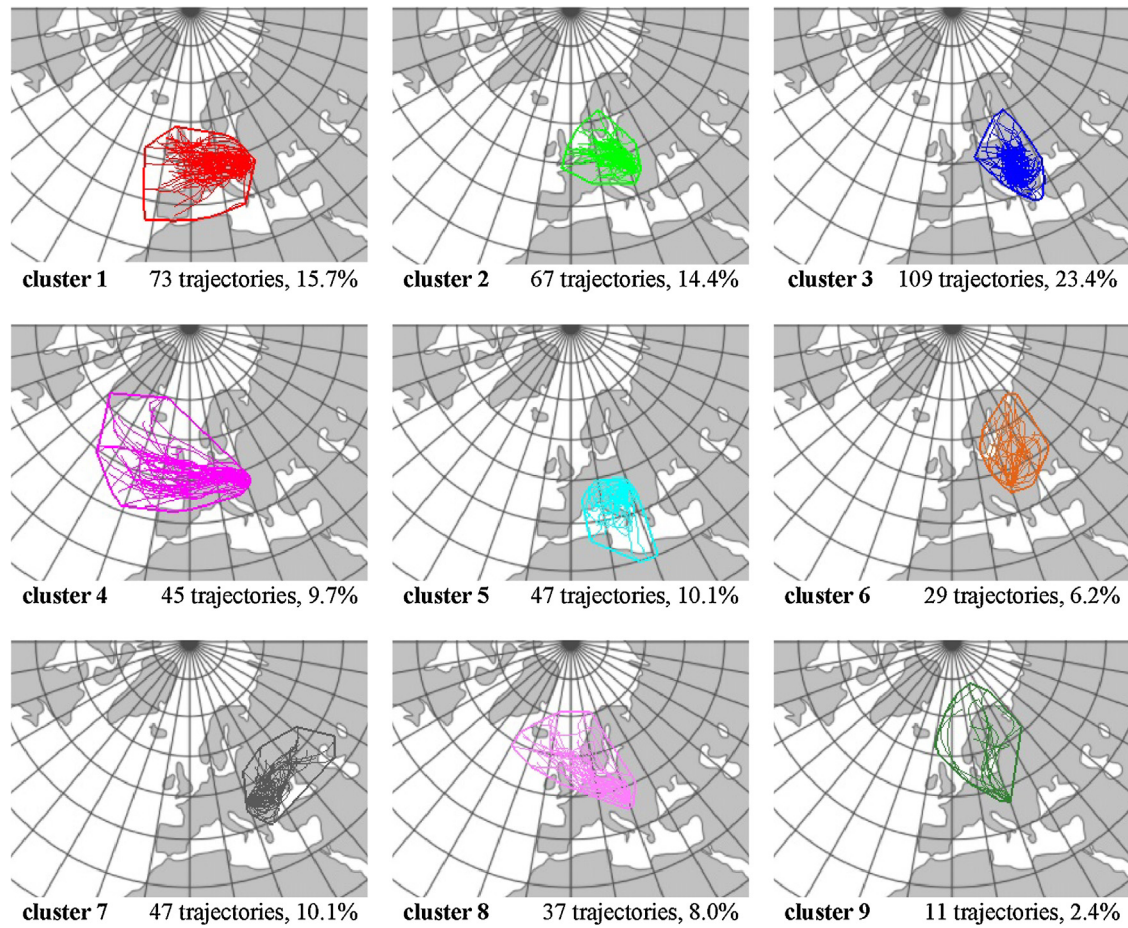 cluster 1 73 trajectories, 15.7%
cluster 2 67 trajectories, 14.4%
cluster 3 109 trajectories, 23.4%
cluster 4 45 trajectories, 9.7%
cluster 5 47 trajectories, 10.1%
cluster 6 29 trajectories, 6.2%
cluster 7 47 trajectories, 10.1%
cluster 8 37 trajectories, 8.0%
cluster 9 11 trajectories, 2.4%